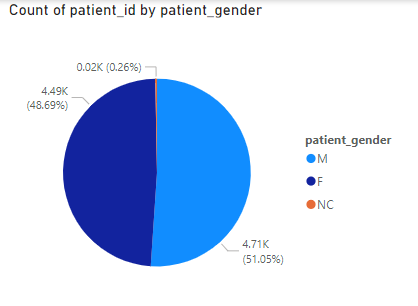 Count of patient_id by patient_gender
0.02K (0.26%)
4.49K
(48.69%)
patient_gender
M
F
NC
4.71K
(51.05%)